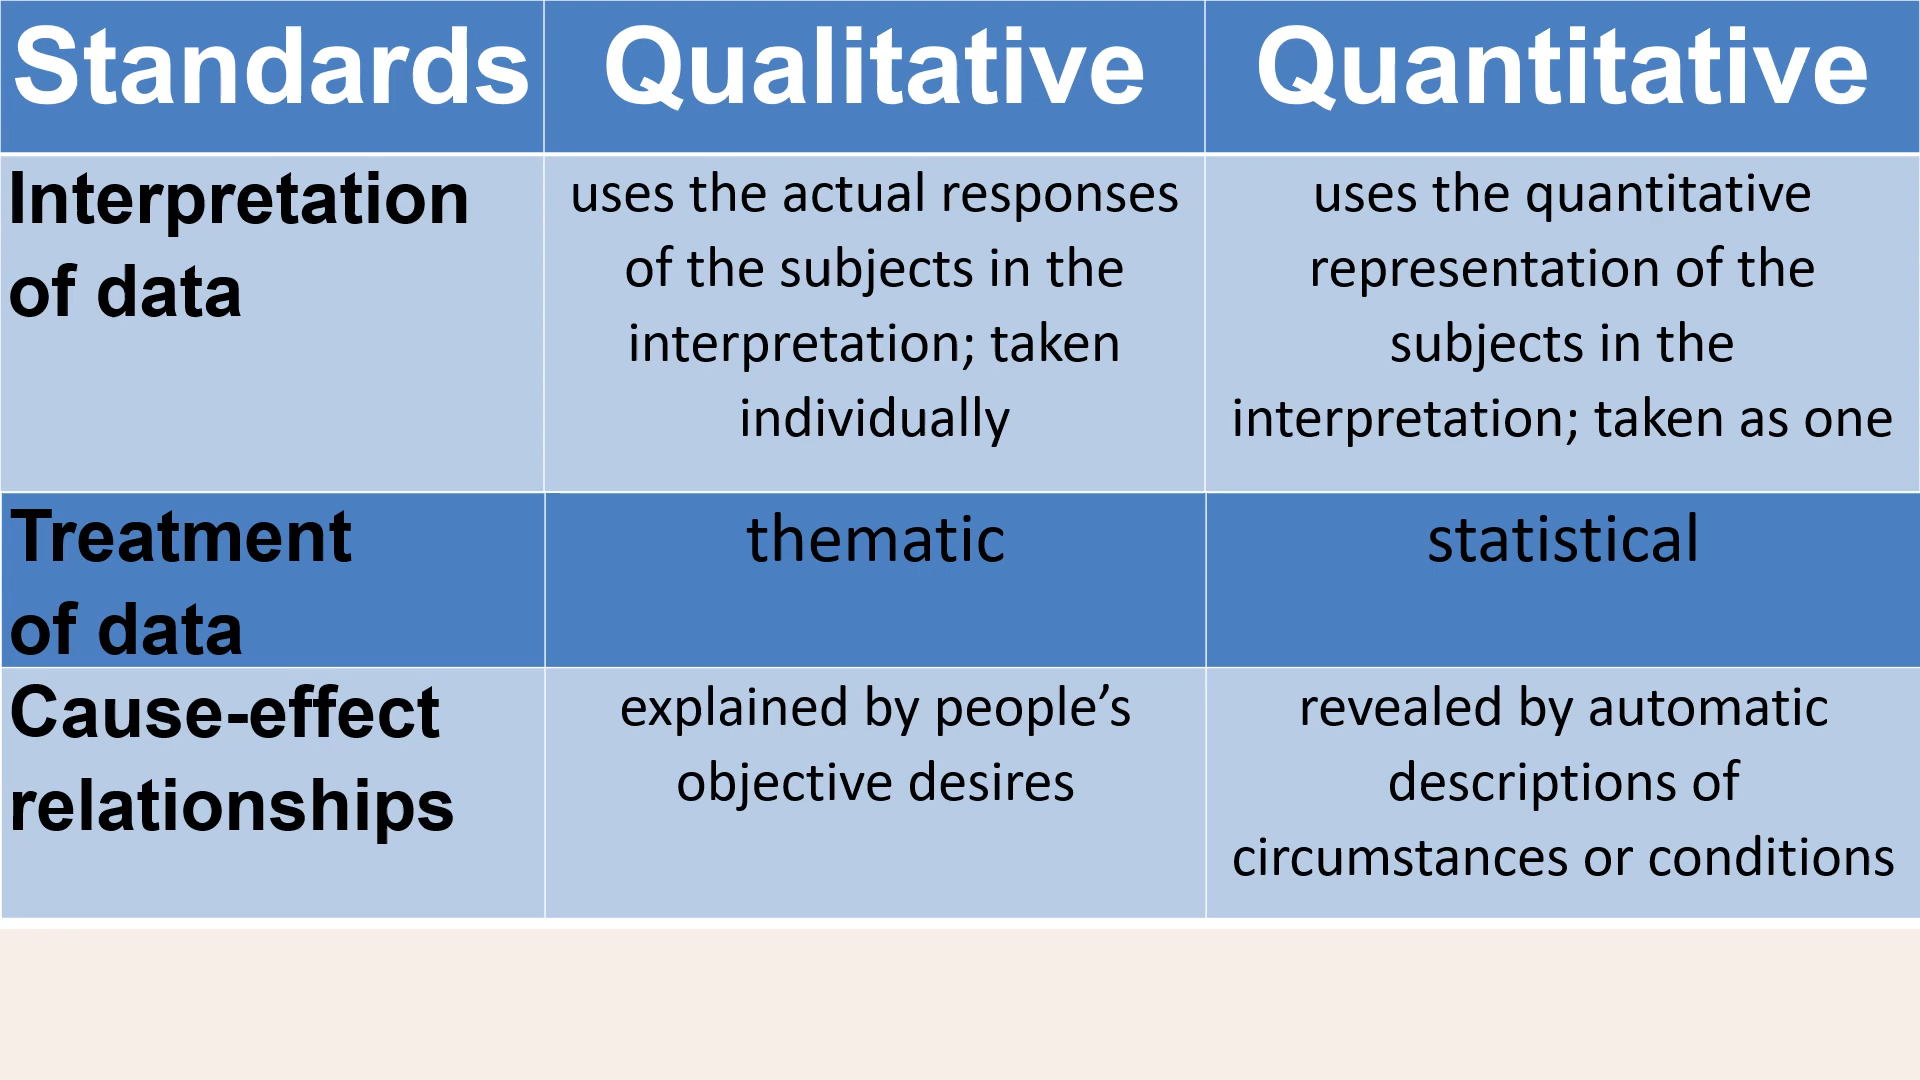 Standards
Qualitative
Quantitative
Interpretation
of data
uses the actual responses
of the subjects in the
interpretation; taken
individually
uses the quantitative
representation of the
subjects in the
interpretation; taken as one
Treatment
of data
thematic
statistical
Cause-effect
relationships
explained by people’s
objective desires
revealed by automatic
descriptions of
circumstances or conditions